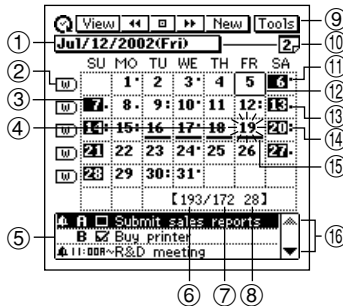 View ◀◀ ▶▶ New Tools ⑨
① Jul/12/2002(Fri) 2 ⑩
SU MO TU WE TH FR SA ⑪
② w 1· 2 3· 4 5 6· ⑫
③ w 7. 8. 9: 10· 11 12: 13. ⑬
④ w 14: 15: 16 17· 18 19 20: ⑭
w 21 22 23 24· 25 26 27. ⑮
w 28 29 30: 31·
[193/172 28]
⑤ A Submit sales reports ⑯
B Buy printer
11:00A~R&D meeting
⑥ ⑦ ⑧